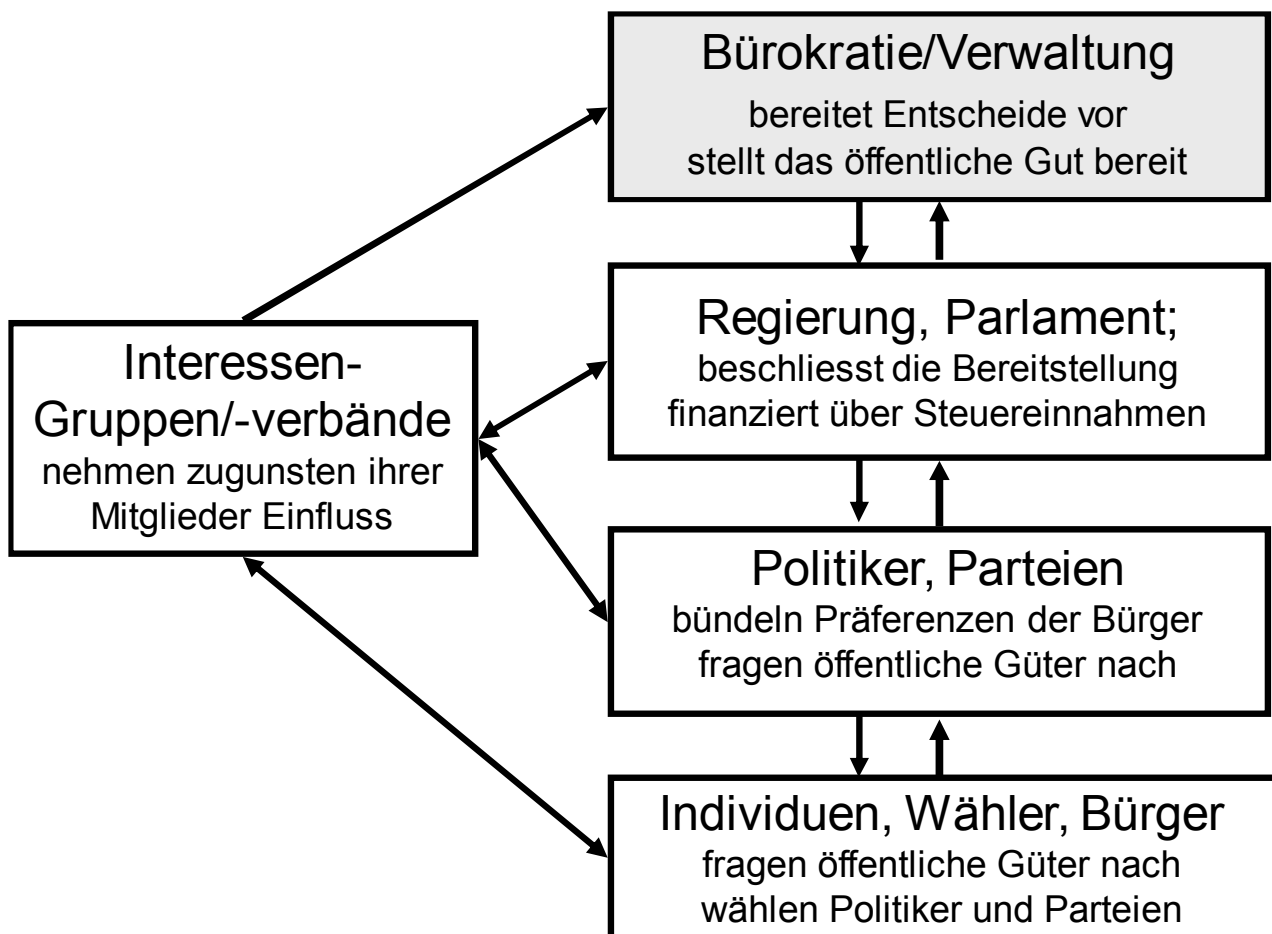 Bürokratie/Verwaltung
bereitet Entscheide vor
stellt das öffentliche Gut bereit
Regierung, Parlament;
beschliesst die Bereitstellung
finanziert über Steuereinnahmen
Interessen-
Gruppen/-verbände
nehmen zugunsten ihrer
Mitglieder Einfluss
Politiker, Parteien
bündeln Präferenzen der Bürger
fragen öffentliche Güter nach
Individuen, Wähler, Bürger
fragen öffentliche Güter nach
wählen Politiker und Parteien